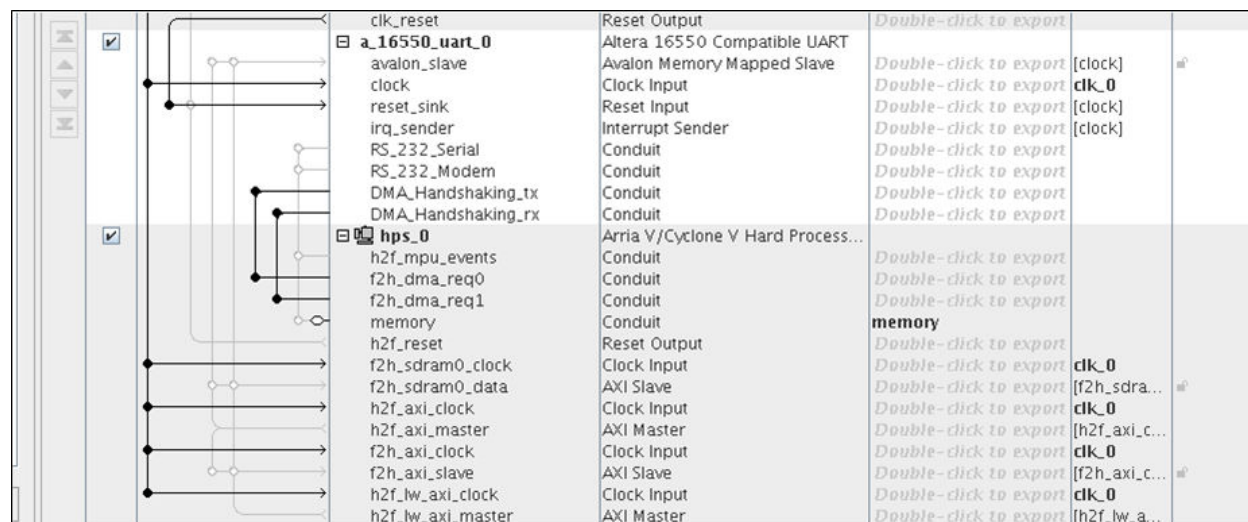 clk_reset Reset Output Double-click to export
a_16550_uart_0 Altera 16550 Compatible UART
avalon_slave Avalon Memory Mapped Slave Double-click to export [clock]
clock Clock Input Double-click to export clk_0
reset_sink Reset Input Double-click to export [clock]
irq_sender Interrupt Sender Double-click to export [clock]
RS_232_Serial Conduit Double-click to export
RS_232_Modem Conduit Double-click to export
DMA_Handshaking_tx Conduit Double-click to export
DMA_Handshaking_rx Conduit Double-click to export
hps_0 Arria V/Cyclone V Hard Process...
h2f_mpu_events Conduit Double-click to export
f2h_dma_req0 Conduit Double-click to export
f2h_dma_req1 Conduit Double-click to export
memory Conduit memory
h2f_reset Reset Output Double-click to export
f2h_sdram0_clock Clock Input Double-click to export clk_0
f2h_sdram0_data AXI Slave Double-click to export [f2h_sdra...
h2f_axi_clock Clock Input Double-click to export clk_0
h2f_axi_master AXI Master Double-click to export [h2f_axi_c...
f2h_axi_clock Clock Input Double-click to export clk_0
f2h_axi_slave AXI Slave Double-click to export [f2h_axi_c...
h2f_lw_axi_clock Clock Input Double-click to export clk_0
h2f_lw_axi_master AXI Master Double-click to export [h2f_lw_a...